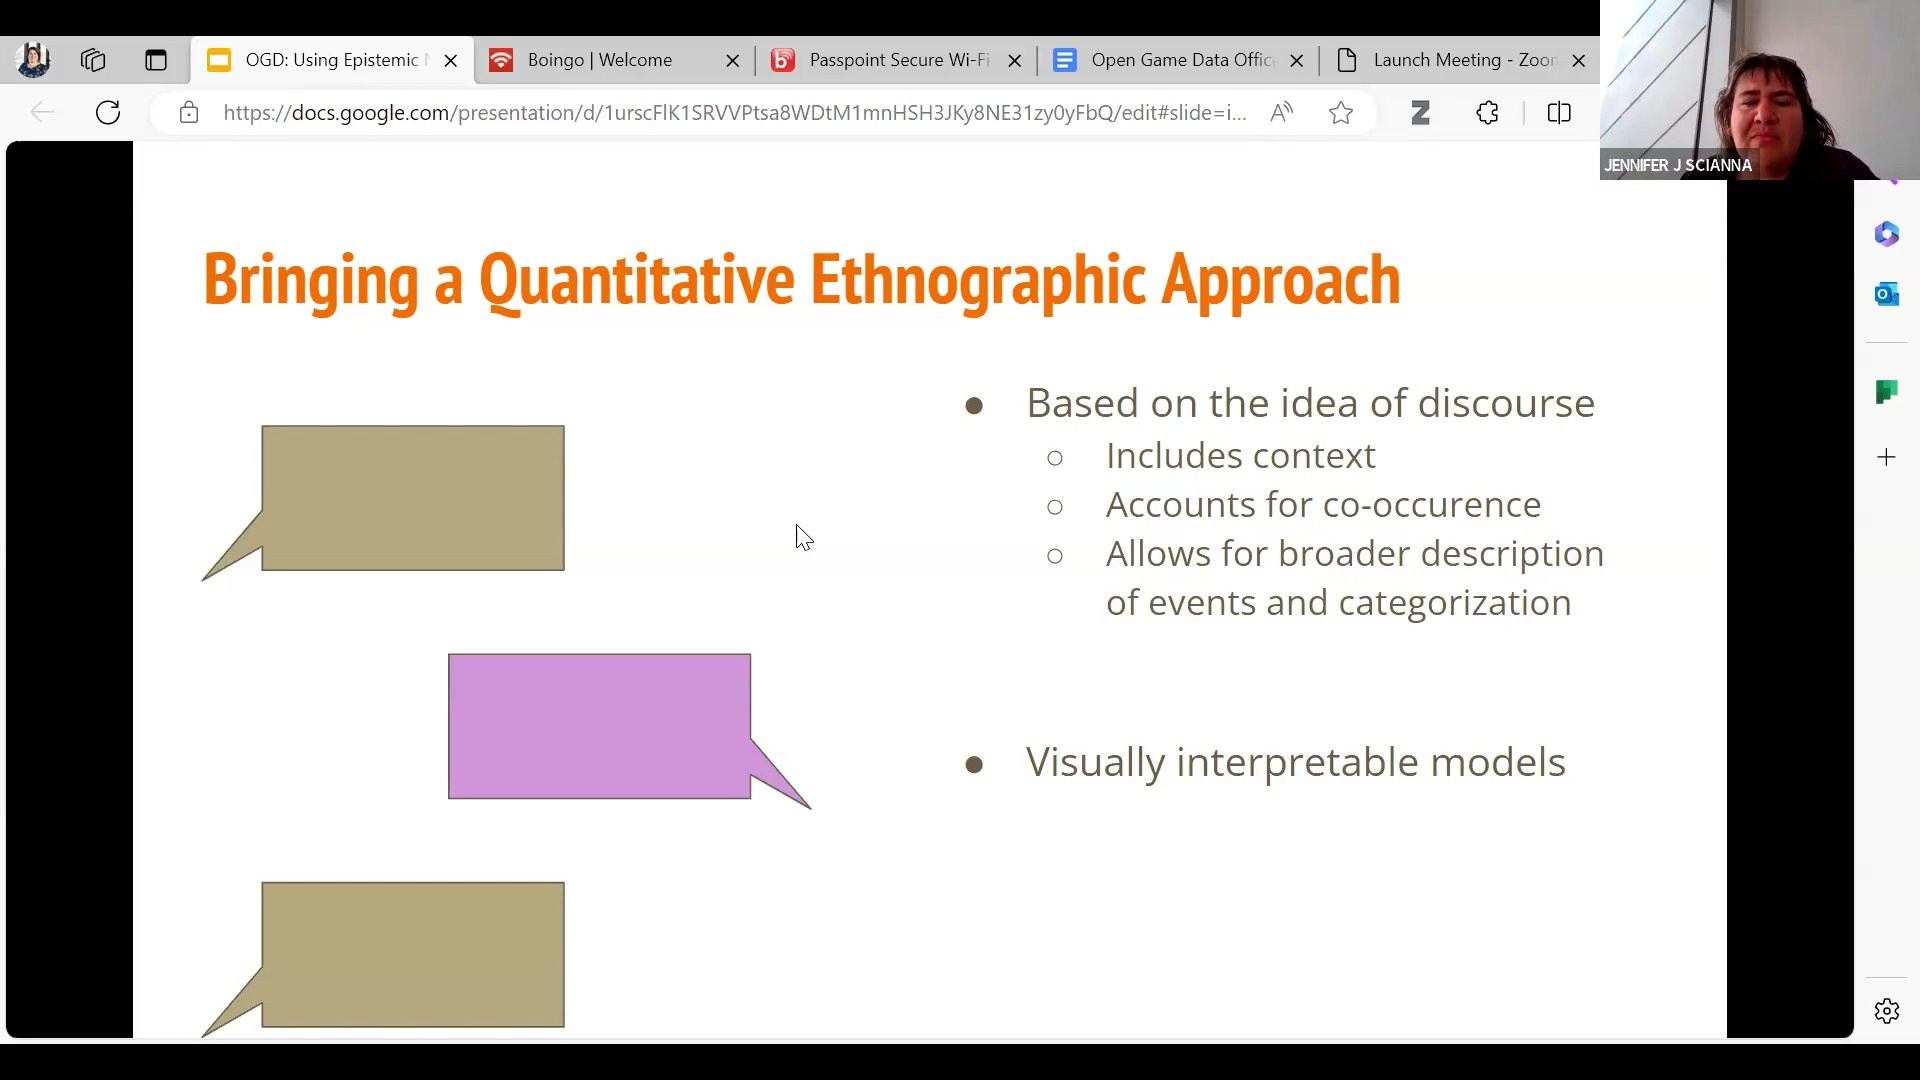 OGD: Using Epistemic
Boingo | Welcome
Passpoint Secure Wi-Fi
Open Game Data Offic
Launch Meeting - Zoom
https://docs.google.com/presentation/d/1urscFlK1SRVVPtsa8WDtM1mnHSH3JKy8NE31zy0yFbQ/edit#slide=i...
JENNIFER J SCIANNA
Bringing a Quantitative Ethnographic Approach
● Based on the idea of discourse
○ Includes context
○ Accounts for co-occurence
○ Allows for broader description
of events and categorization
● Visually interpretable models